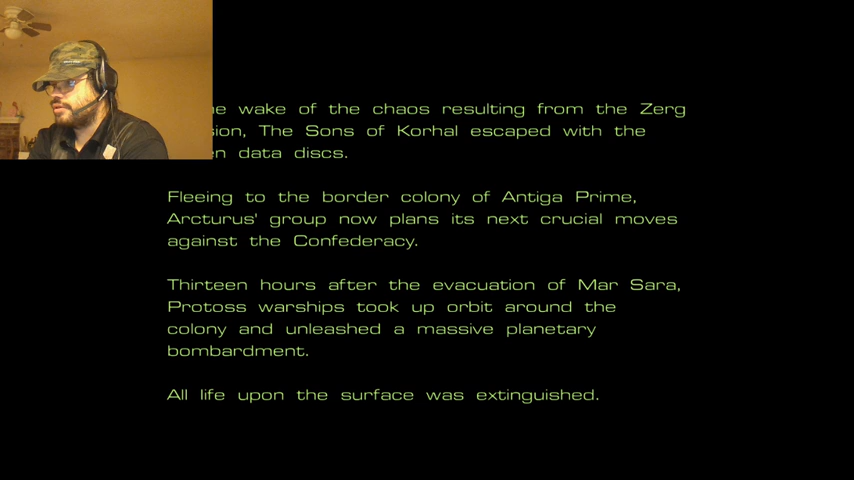 wake of the chaos resulting from the Zerg
The Sons of Korhal escaped with the
data discs.
Fleeing to the border colony of Antiga Prime,
Arcturus' group now plans its next crucial moves
against the Confederacy.
Thirteen hours after the evacuation of Mar Sara,
Protoss warships took up orbit around the
colony and unleashed a massive planetary
bombardment.
All life upon the surface was extinguished.